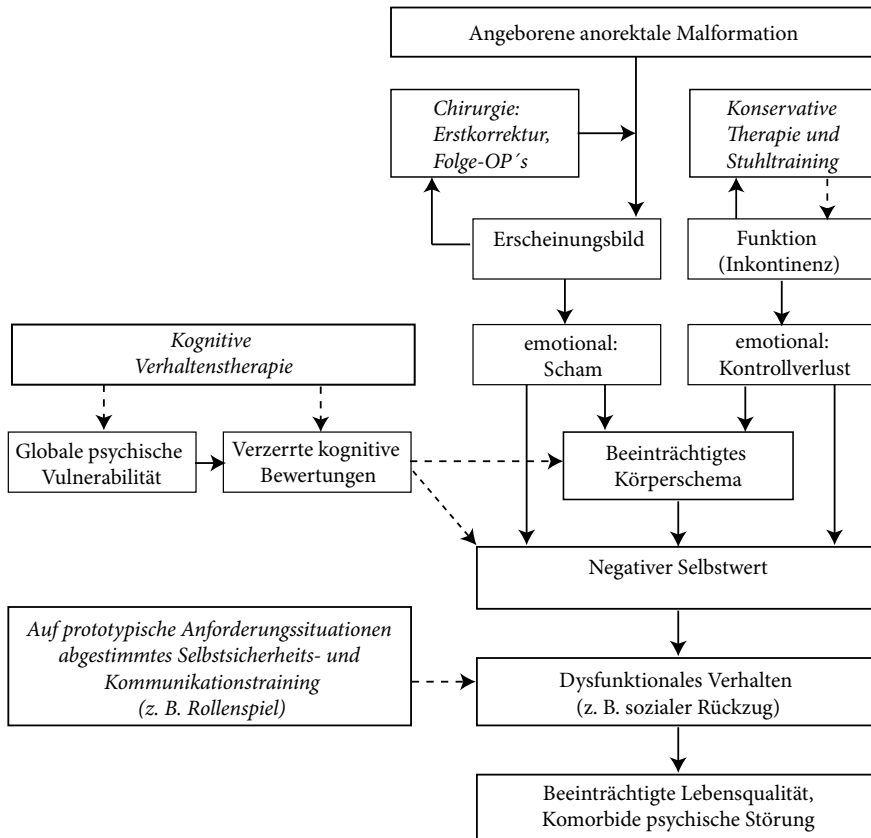 Angeborene anorektale Malformation
Chirurgie:
Erstkorrektur,
Folge-OP´s
Konservative
Therapie und
Stuhltraining
Erscheinungsbild
Funktion
(Inkontinenz)
Kognitive
Verhaltenstherapie
emotional:
Scham
emotional:
Kontrollverlust
Globale psychische
Vulnerabilität
Verzerrte kognitive
Bewertungen
Beeinträchtigtes
Körperschema
Negativer Selbstwert
Auf prototypische Anforderungssituationen
abgestimmtes Selbstsicherheits- und
Kommunikationstraining
(z. B. Rollenspiel)
Dysfunktionales Verhalten
(z. B. sozialer Rückzug)
Beeinträchtigte Lebensqualität,
Komorbide psychische Störung